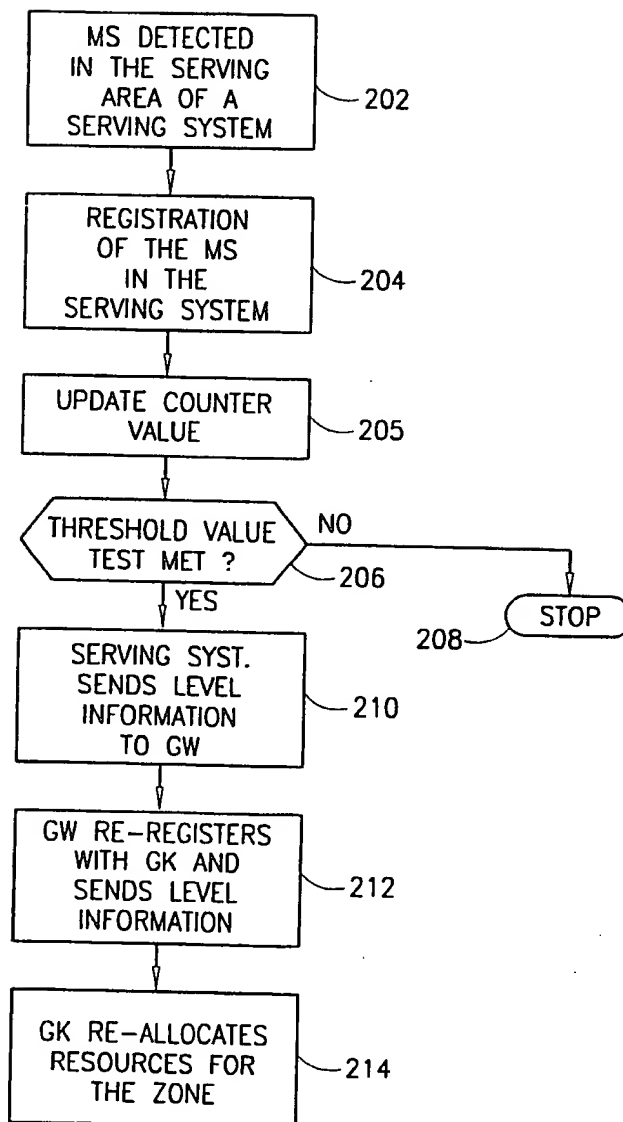 MS DETECTED
IN THE SERVING
AREA OF A
SERVING SYSTEM
202
REGISTRATION
OF THE MS
IN THE
SERVING SYSTEM
204
UPDATE COUNTER
VALUE
205
THRESHOLD VALUE
TEST MET ?
206
NO
STOP
208
YES
SERVING SYST.
SENDS LEVEL
INFORMATION
TO GW
210
GW RE-REGISTERS
WITH GK AND
SENDS LEVEL
INFORMATION
212
GK RE-ALLOCATES
RESOURCES FOR
THE ZONE
214